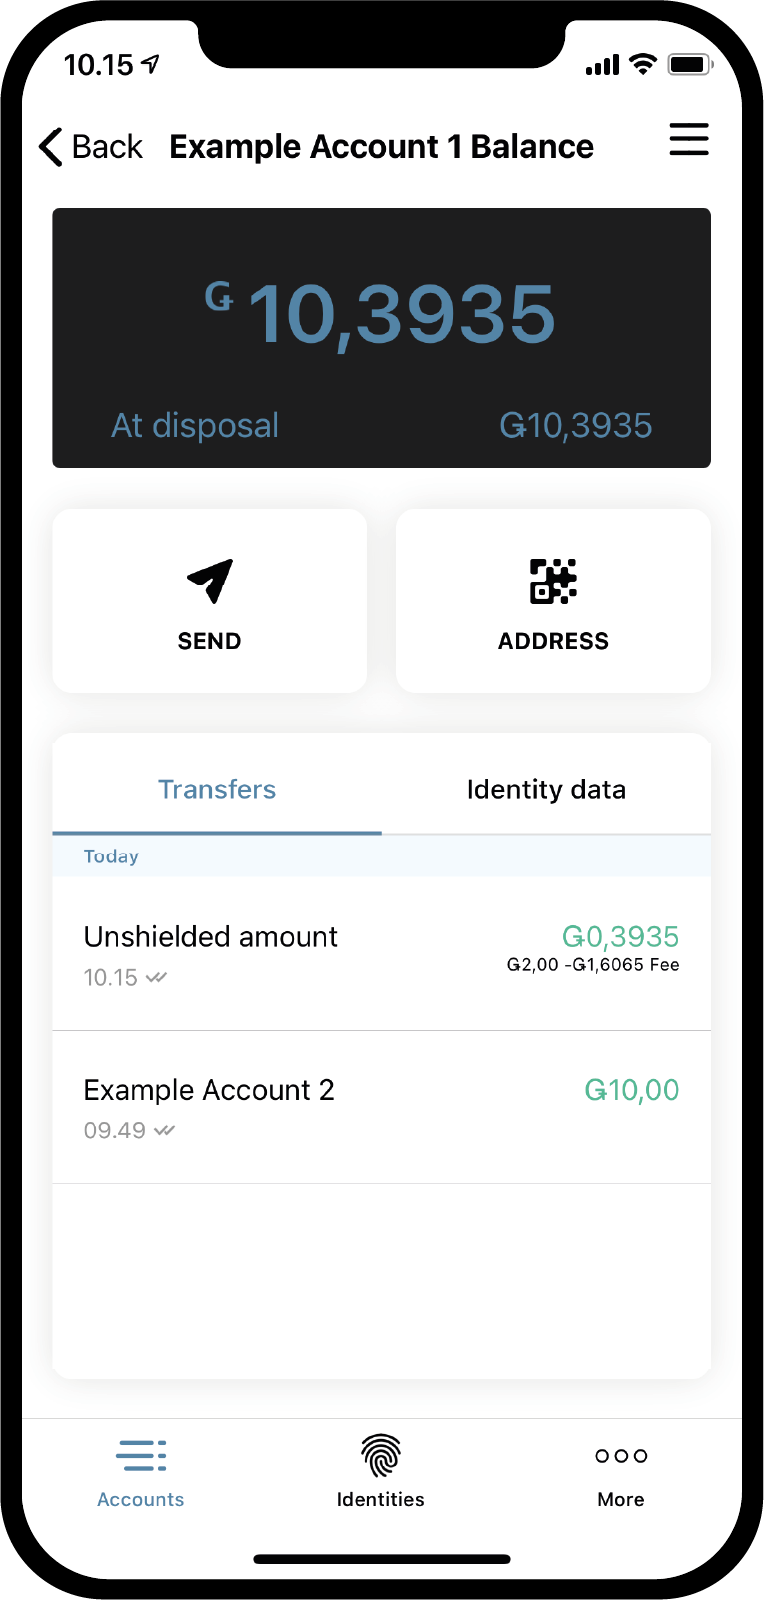 10.15
Back Example Account 1 Balance
Ǥ 10,3935
At disposal Ǥ10,3935
SEND ADDRESS
Transfers Identity data
Today
Unshielded amount Ǥ0,3935
10.15 Ǥ2,00 -Ǥ1,6065 Fee
Example Account 2 Ǥ10,00
09.49
Accounts Identities More